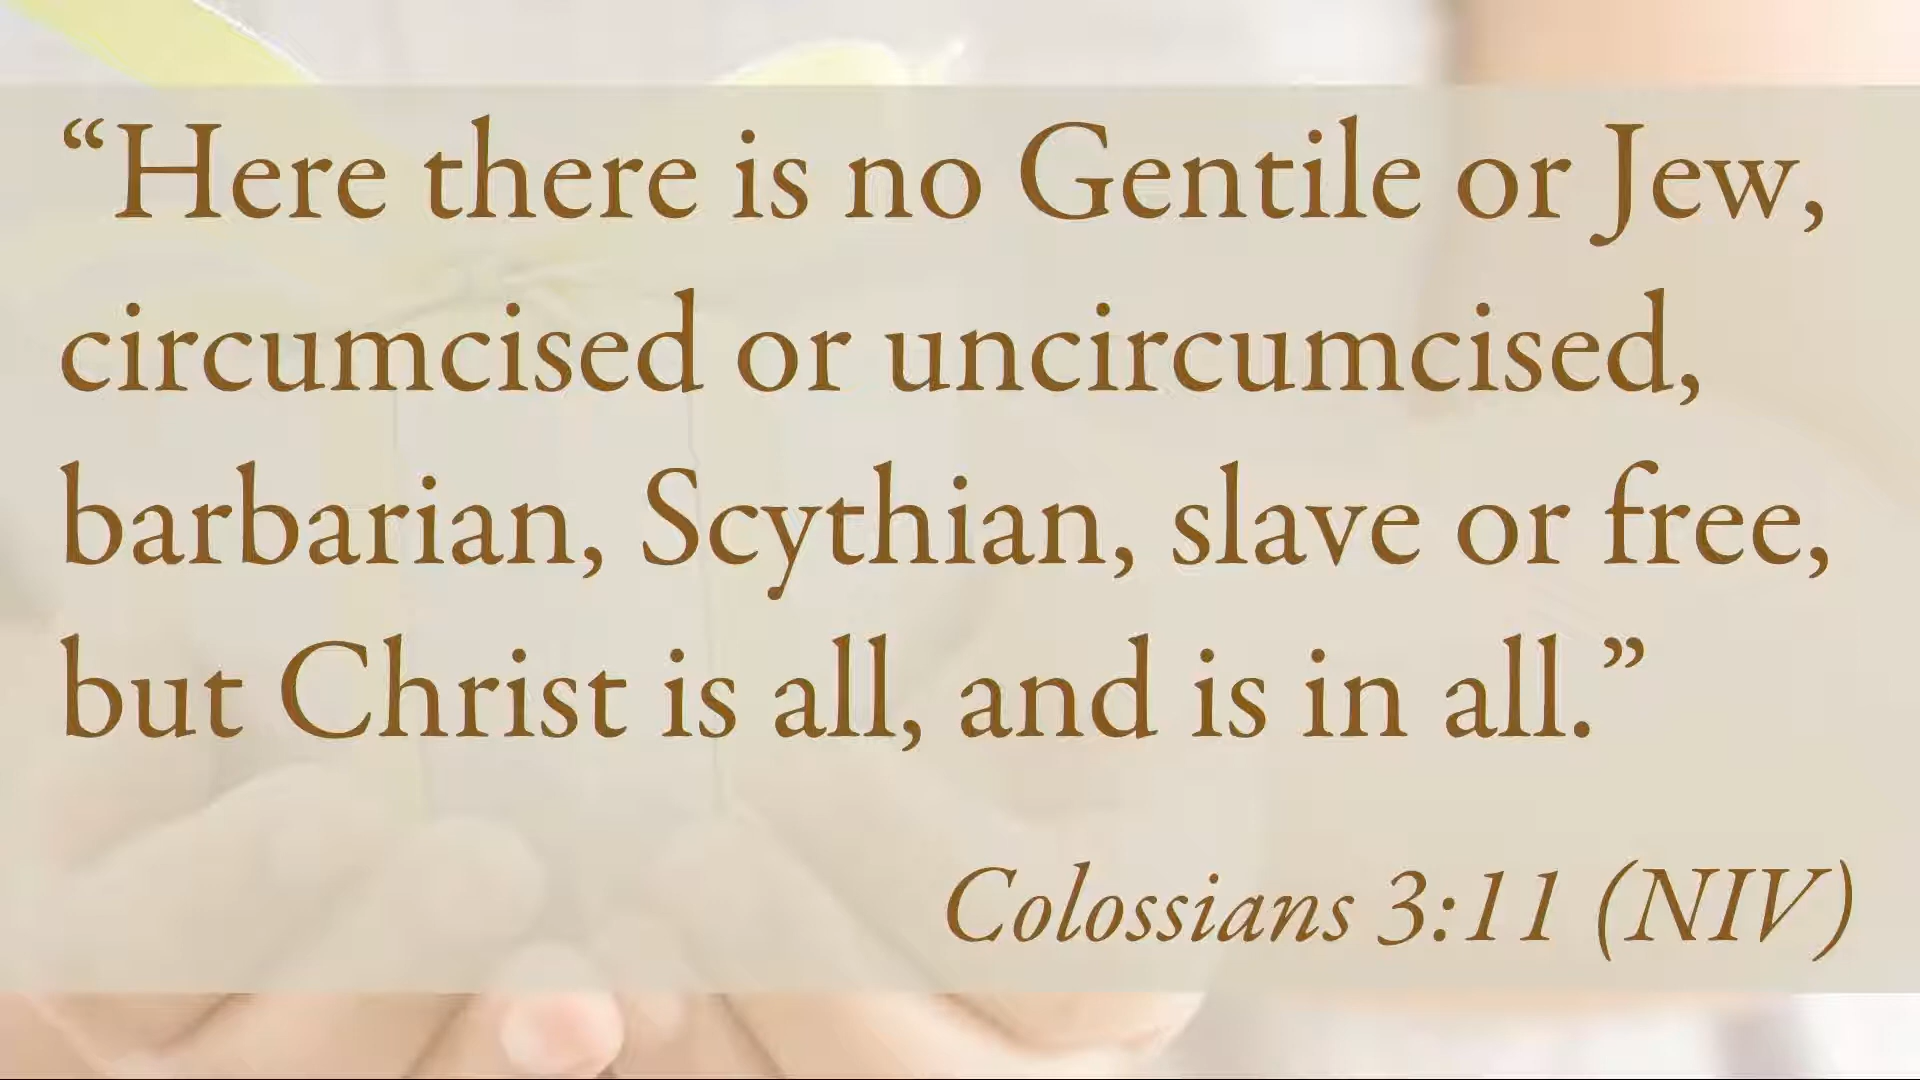 “Here there is no Gentile or Jew,
circumcised or uncircumcised,
barbarian, Scythian, slave or free,
but Christ is all, and is in all.”
Colossians 3:11 (NIV)